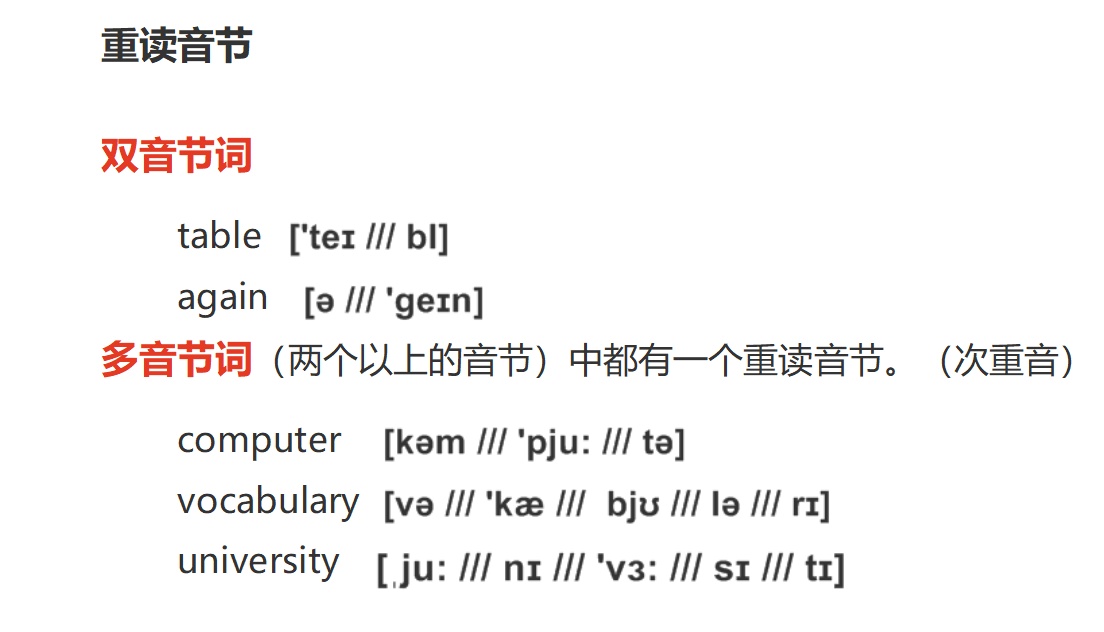 重读音节
双音节词
table ['teɪ /// bl]
again [ə /// 'geɪn]
多音节词（两个以上的音节）中都有一个重读音节。（次重音）
computer [kəm /// 'pju: /// tə]
vocabulary [və /// 'kæ /// bjʊ /// lə /// rɪ]
university [ˌju: /// nɪ /// 'vɜ: /// sɪ /// tɪ]